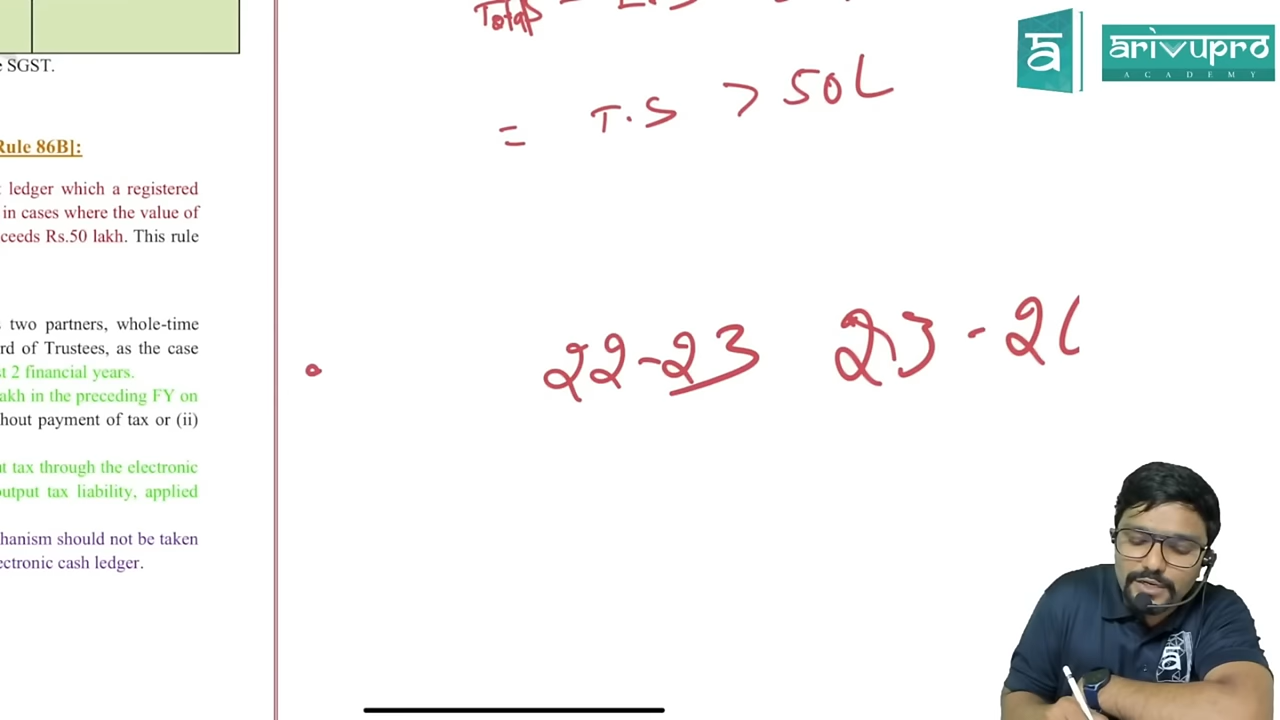 arivupro
ACADEMY
Total
= T.S > 50L
SGST.
Rule 86B]:
ledger which a registered
in cases where the value of
ceeds Rs.50 lakh. This rule
two partners, whole-time
rd of Trustees, as the case
t 2 financial years.
akh in the preceding FY on
hout payment of tax or (ii)
t tax through the electronic
utput tax liability, applied
hanism should not be taken
ectronic cash ledger.
22-23 23-2